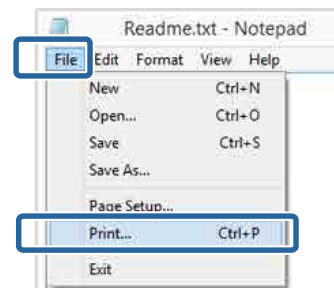 Readme.txt - Notepad
File Edit Format View Help
New Ctrl+N
Open... Ctrl+O
Save Ctrl+S
Save As...
Page Setup...
Print... Ctrl+P
Exit